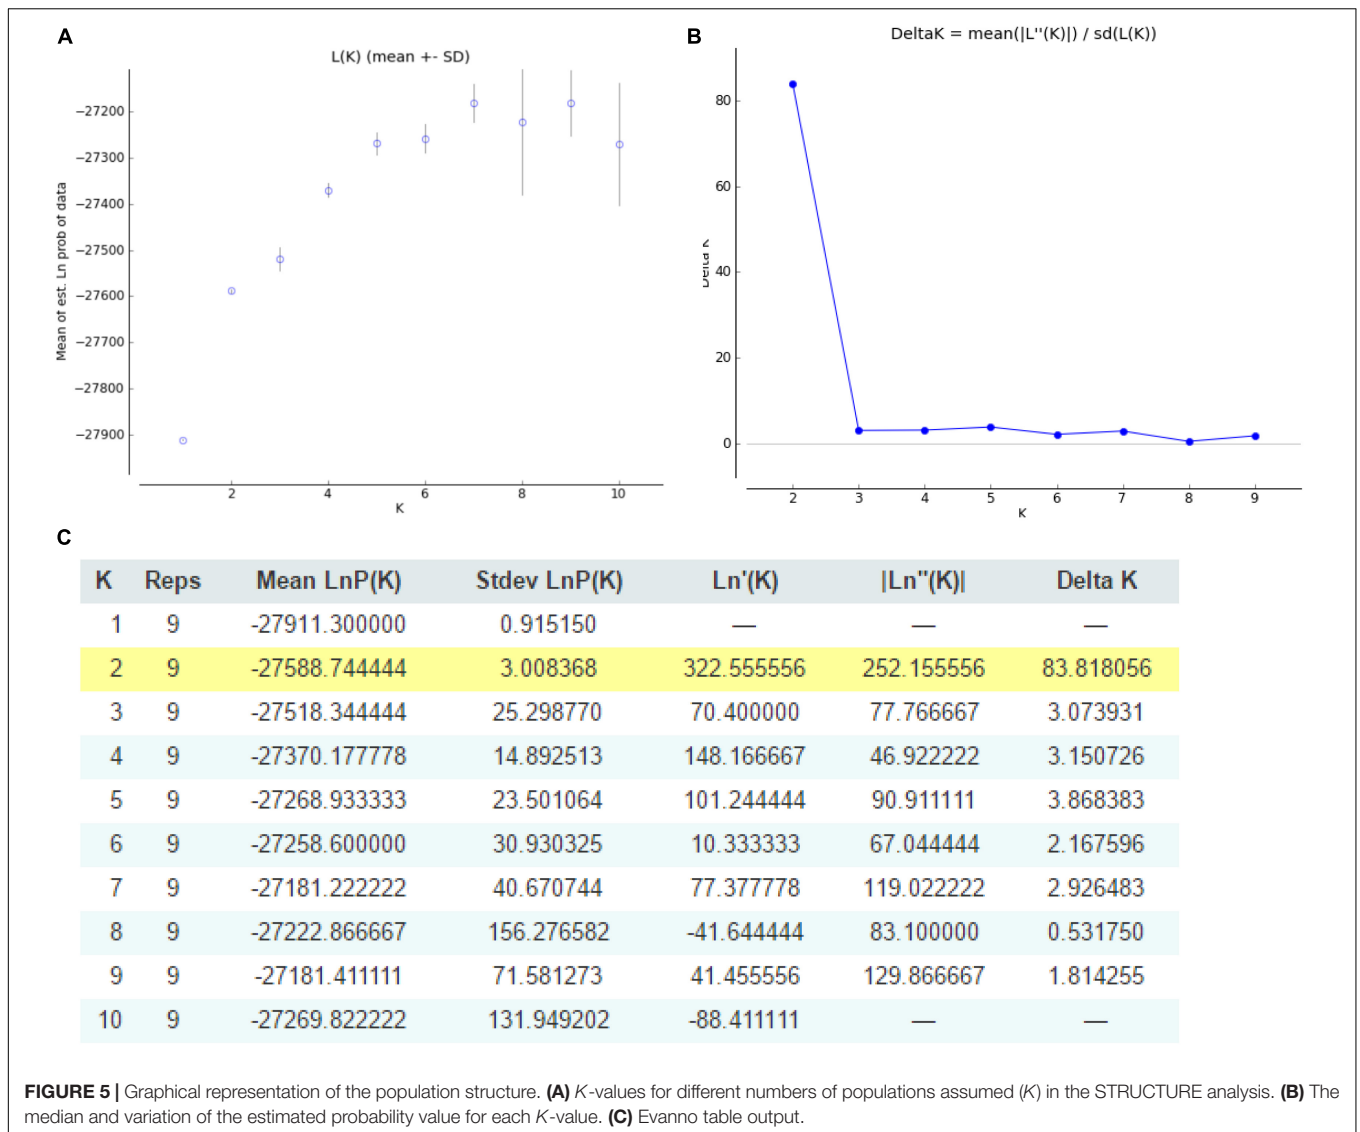 A
L(K) (mean +- SD)
Mean of est. Ln prob of data
−27200
−27300
−27400
−27500
−27600
−27700
−27800
−27900
2 4 6 8 10
K
B
DeltaK = mean(|L''(K)|) / sd(L(K))
Delta K
80
60
40
20
0
2 3 4 5 6 7 8 9
K
C
K Reps Mean LnP(K) Stdev LnP(K) Ln'(K) |Ln''(K)| Delta K
1 9 -27911.300000 0.915150 — — —
2 9 -27588.744444 3.008368 322.555556 252.155556 83.818056
3 9 -27518.344444 25.298770 70.400000 77.766667 3.073931
4 9 -27370.177778 14.892513 148.166667 46.922222 3.150726
5 9 -27268.933333 23.501064 101.244444 90.911111 3.868383
6 9 -27258.600000 30.930325 10.333333 67.044444 2.167596
7 9 -27181.222222 40.670744 77.377778 119.022222 2.926483
8 9 -27222.866667 156.276582 -41.644444 83.100000 0.531750
9 9 -27181.411111 71.581273 41.455556 129.866667 1.814255
10 9 -27269.822222 131.949202 -88.411111 — —
FIGURE 5 | Graphical representation of the population structure. (A) K-values for different numbers of populations assumed (K) in the STRUCTURE analysis. (B) The
median and variation of the estimated probability value for each K-value. (C) Evanno table output.